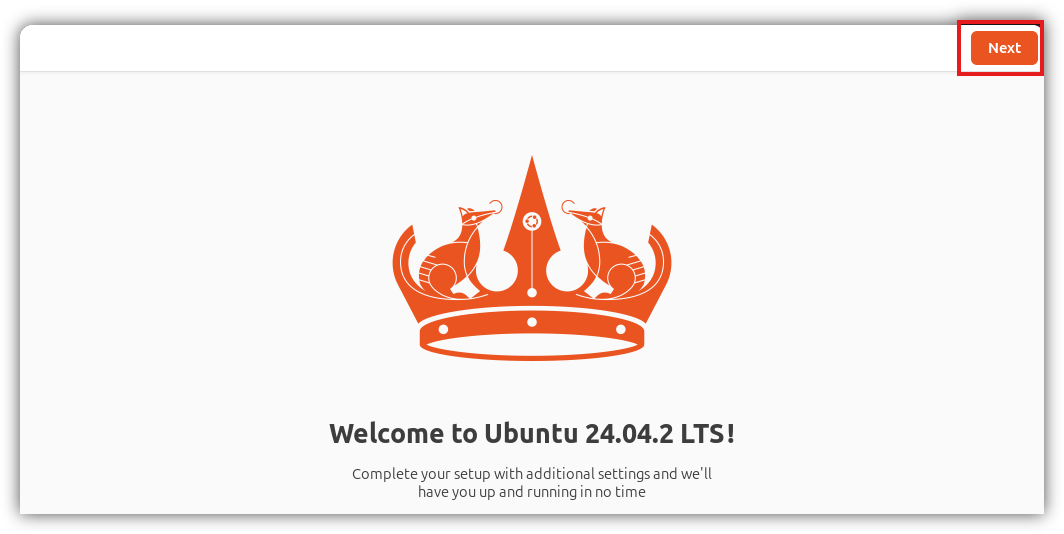 Next
Welcome to Ubuntu 24.04.2 LTS!
Complete your setup with additional settings and we'll
have you up and running in no time